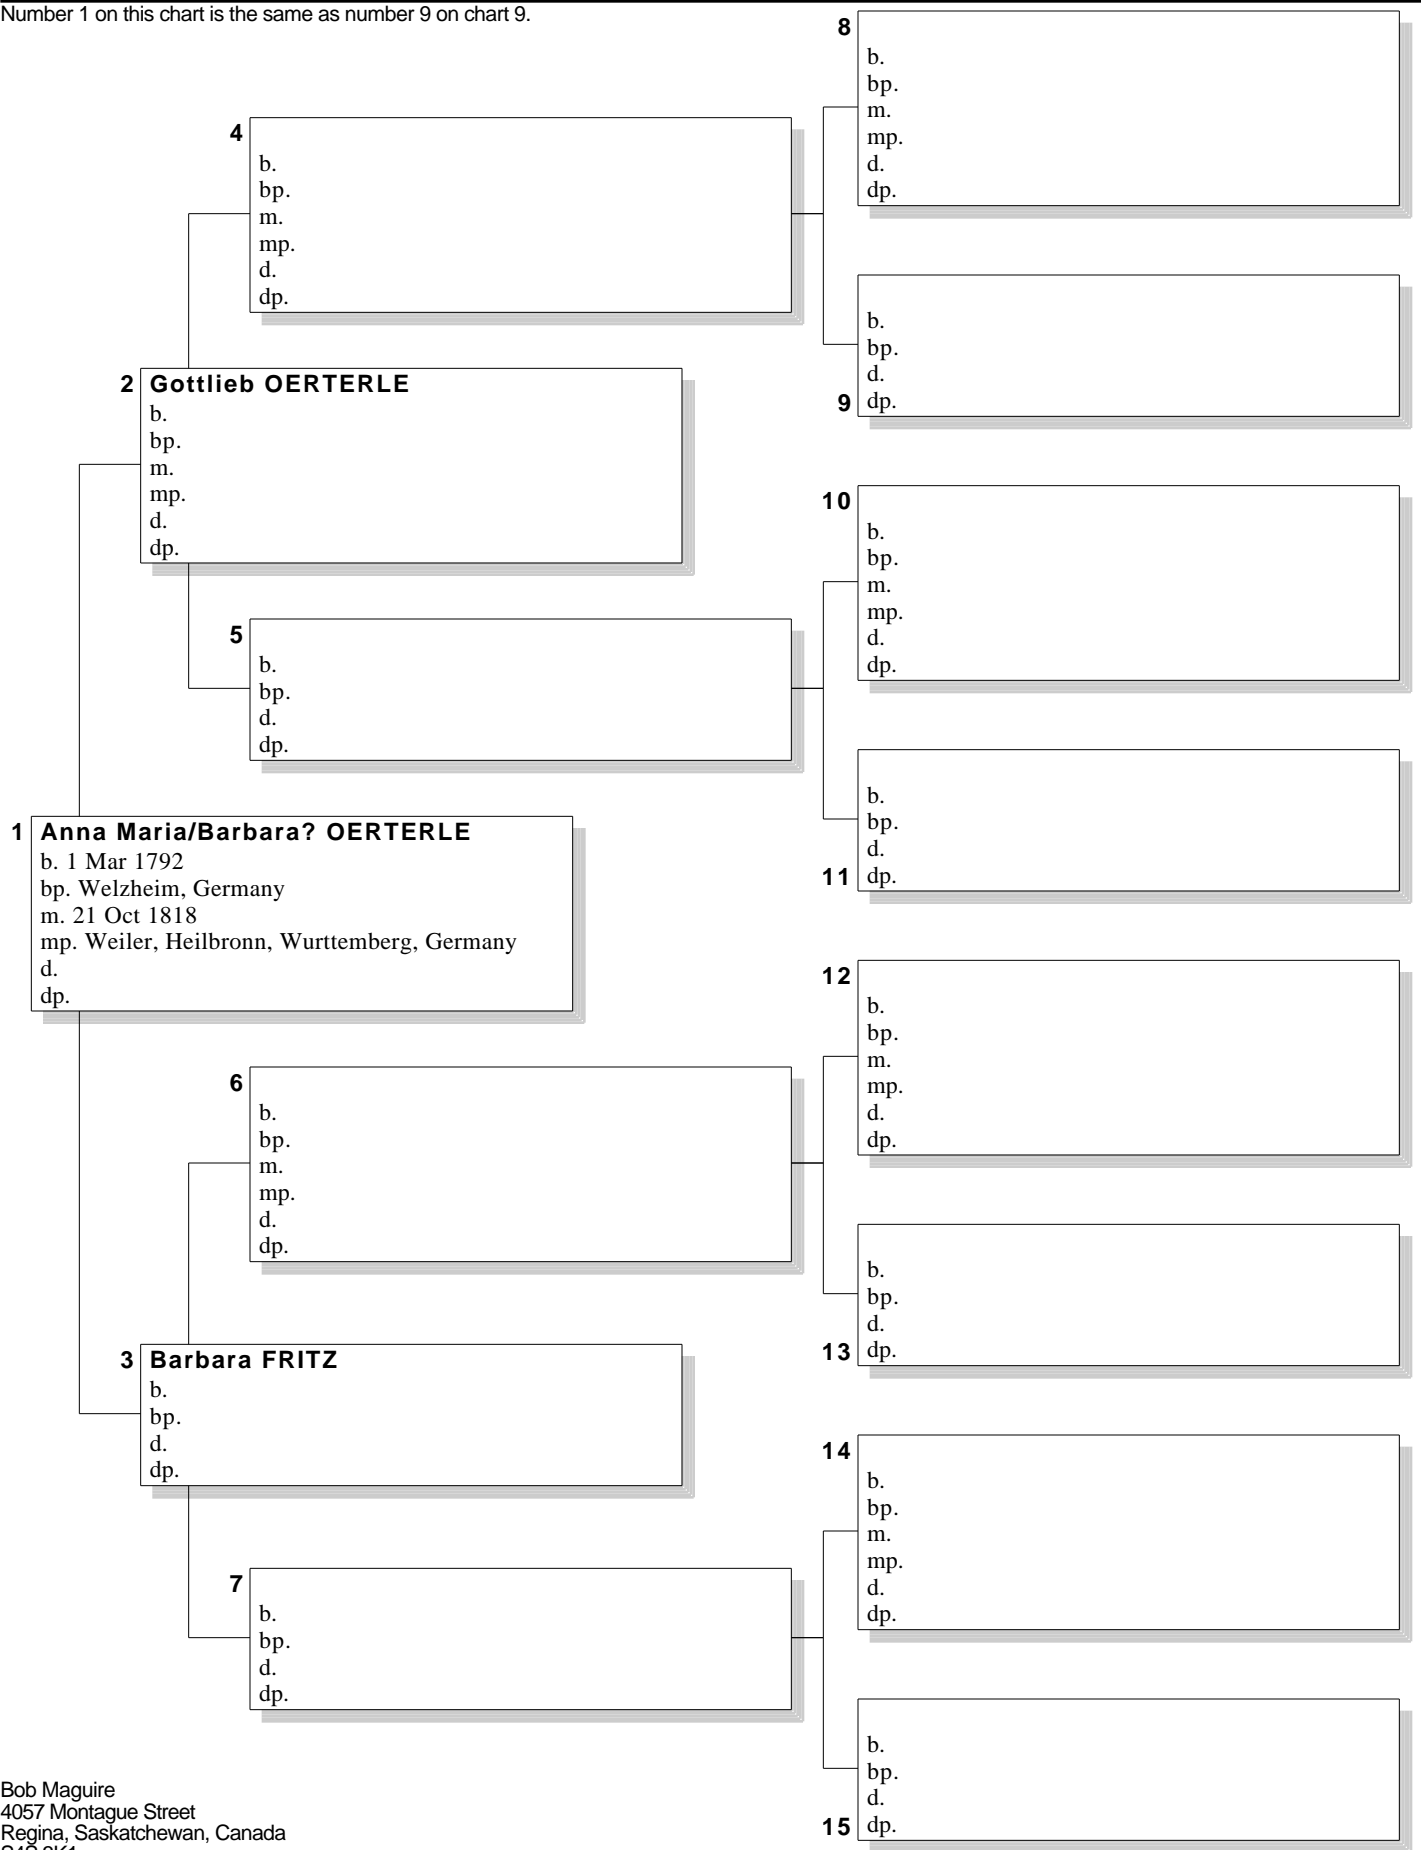 Number 1 on this chart is the same as number 9 on chart 9.
8
b.
bp.
m.
mp.
d.
dp.
4
b.
bp.
m.
mp.
d.
dp.
b.
bp.
d.
9 dp.
2 Gottlieb OERTERLE
b.
bp.
m.
mp.
d.
dp.
10
b.
bp.
m.
mp.
d.
dp.
5
b.
bp.
d.
dp.
b.
bp.
d.
11 dp.
1 Anna Maria/Barbara? OERTERLE
b. 1 Mar 1792
bp. Welzheim, Germany
m. 21 Oct 1818
mp. Weiler, Heilbronn, Wurttemberg, Germany
d.
dp.
12
b.
bp.
m.
mp.
d.
dp.
6
b.
bp.
m.
mp.
d.
dp.
b.
bp.
d.
13 dp.
3 Barbara FRITZ
b.
bp.
d.
dp.
14
b.
bp.
m.
mp.
d.
dp.
7
b.
bp.
d.
dp.
b.
bp.
d.
15 dp.
Bob Maguire
4057 Montague Street
Regina, Saskatchewan, Canada